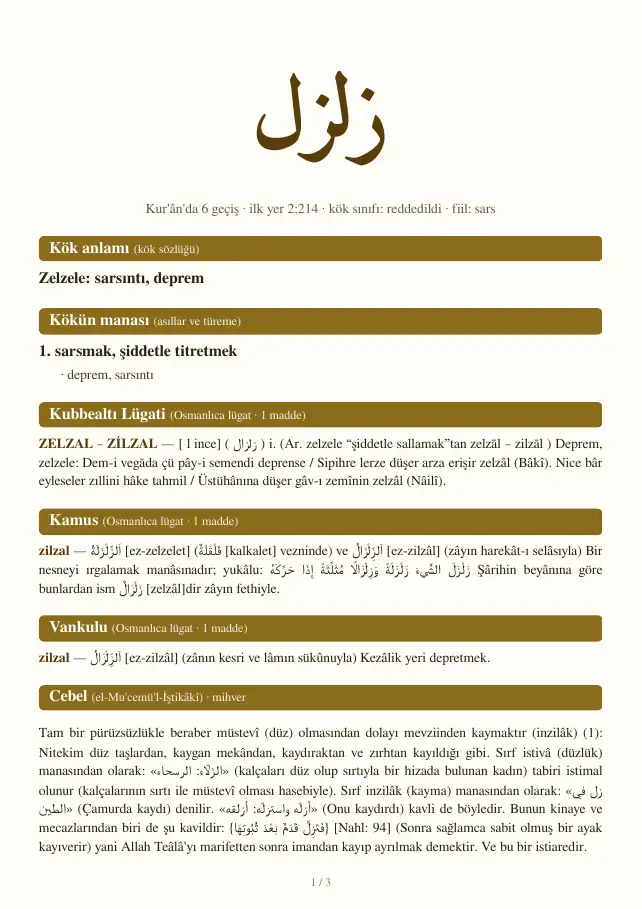 زلزل
Kur'ân'da 6 geçiş · ilk yer 2:214 · kök sınıfı: reddedildi · fiil: sars
Kök anlamı (kök sözlüğü)
Zelzele: sarsıntı, deprem
Kökün manası (asıllar ve türeme)
1. sarsmak, şiddetle titretmek
· deprem, sarsıntı
Kubbealtı Lügati (Osmanlıca lügat · 1 madde)
ZELZAL – ZİLZAL — [ l ince] ( زلزال ) i. (Ar. zelzele “şiddetle sallamak”tan zelzāl – zilzāl ) Deprem,
zelzele: Dem-i vegāda çü pây-i semendi deprense / Sipihre lerze düşer arza erişir zelzâl (Bâkî). Nice bâr
eyleseler zıllini hâke tahmil / Üstühânına düşer gâv-ı zemînin zelzâl (Nâilî).
Kamus (Osmanlıca lügat · 1 madde)
zilzal — اَلزَّلْزَلَةُ [ez-zelzelet] (قَلْقَلَةٌ [kalkalet] vezninde) ve اَلزِّلْزَالُ [ez-zilzâl] (zâyın harekât-ı selâsıyla) Bir
nesneyi ırgalamak manâsınadır; yukâlu: زَلْزَلَ الشَّيْءَ زَلْزَلَةً وَزِلْزَالًا مُثَلَّثَةً إِذَا حَرَّكَهُ Şârihin beyânına göre
bunlardan ism زَلْزَالٌ [zelzâl]dir zâyın fethiyle.
Vankulu (Osmanlıca lügat · 1 madde)
zilzal — اَلزِّلْزَالُ [ez-zilzâl] (zânın kesri ve lâmın sükûnuyla) Kezâlik yeri depretmek.
Cebel (el-Mu'cemü'l-İştikâkî) · mihver
Tam bir pürüzsüzlükle beraber müstevî (düz) olmasından dolayı mevziinden kaymaktır (inzilâk) (1):
Nitekim düz taşlardan, kaygan mekândan, kaydıraktan ve zırhtan kayıldığı gibi. Sırf istivâ (düzlük)
manasından olarak: «الزلاء: الرسحاء» (kalçaları düz olup sırtıyla bir hizada bulunan kadın) tabiri istimal
olunur (kalçalarının sırtı ile müstevî olması hasebiyle). Sırf inzilâk (kayma) manasından olarak: «زل في
الطين» (Çamurda kaydı) denilir. «أزله واستزله: أزلقه» (Onu kaydırdı) kavli de böyledir. Bunun kinaye ve
mecazlarından biri de şu kavildir: {فَتَزِلَّ قَدَمٌ بَعْدَ ثُبُوتِهَا} [Nahl: 94] (Sonra sağlamca sabit olmuş bir ayak
kayıverir) yani Allah Teâlâ'yı marifetten sonra imandan kayıp ayrılmak demektir. Ve bu bir istiaredir.
1 / 3